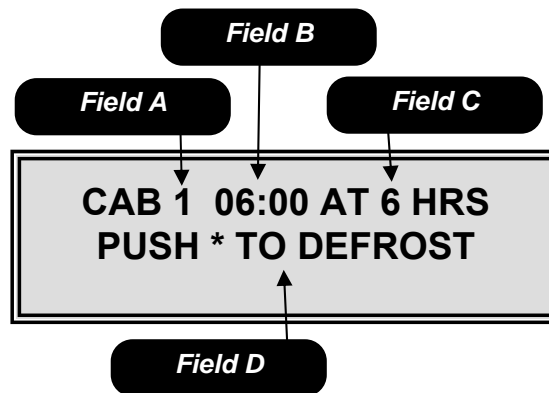 Field B
Field A
Field C
CAB 1 06:00 AT 6 HRS
PUSH * TO DEFROST
Field D